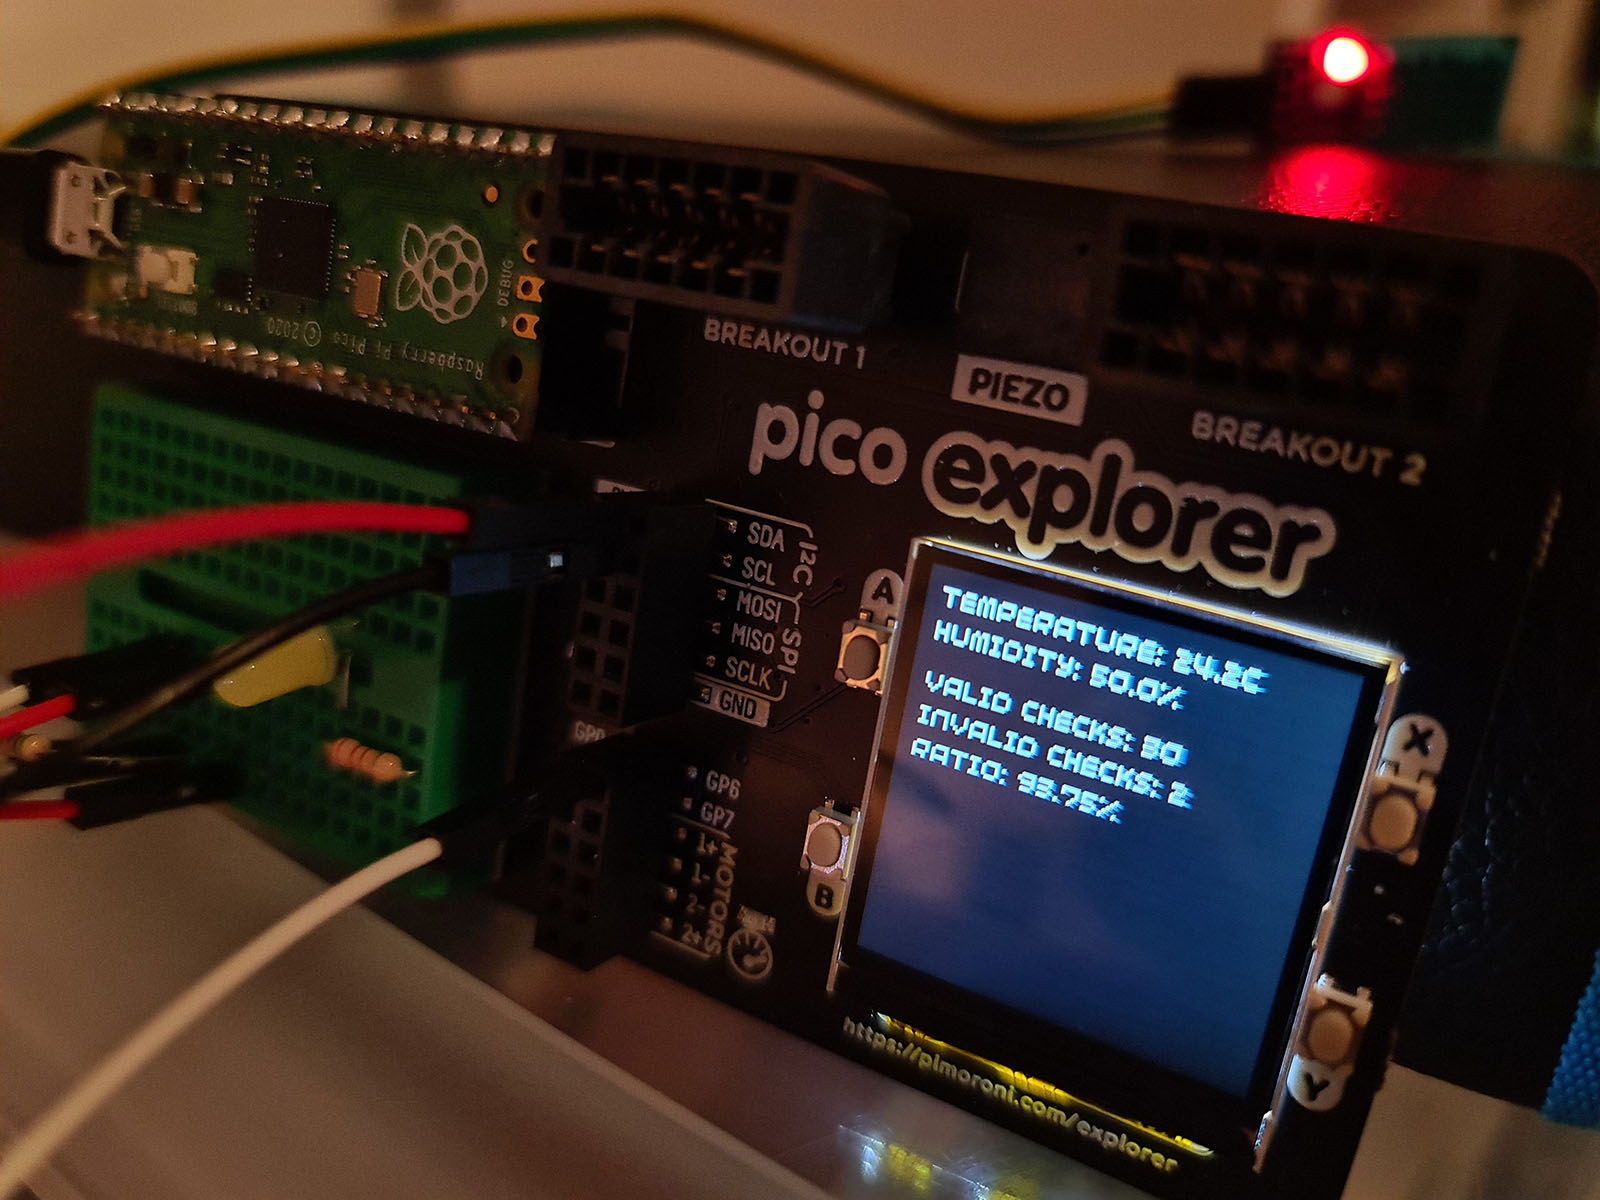 DEBUG
Raspberry Pi Pico © 2020
BREAKOUT 1
PIEZO
BREAKOUT 2
pico explorer
SDA
SCL
I2C
MOSI
MISO
SCLK
SPI
GND
GP6
GP7
1+
1-
2-
2+
MOTORS
A
B
X
Y
TEMPERATURE: 24.2C
HUMIDITY: 50.0%
VALID CHECKS: 30
INVALID CHECKS: 2
RATIO: 93.75%
https://pimoroni.com/explorer